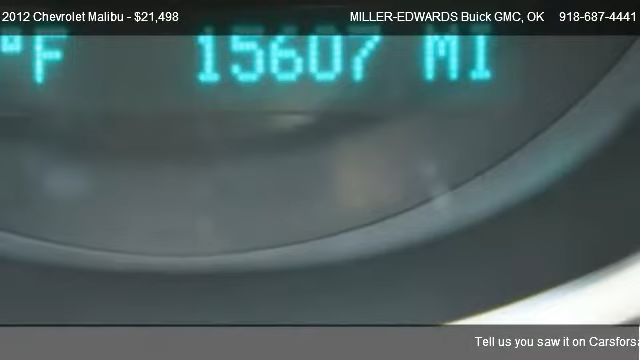 2012 Chevrolet Malibu - $21,498 MILLER-EDWARDS Buick GMC, OK 918-687-4441
°F 15607 MI
Tell us you saw it on Carsfors